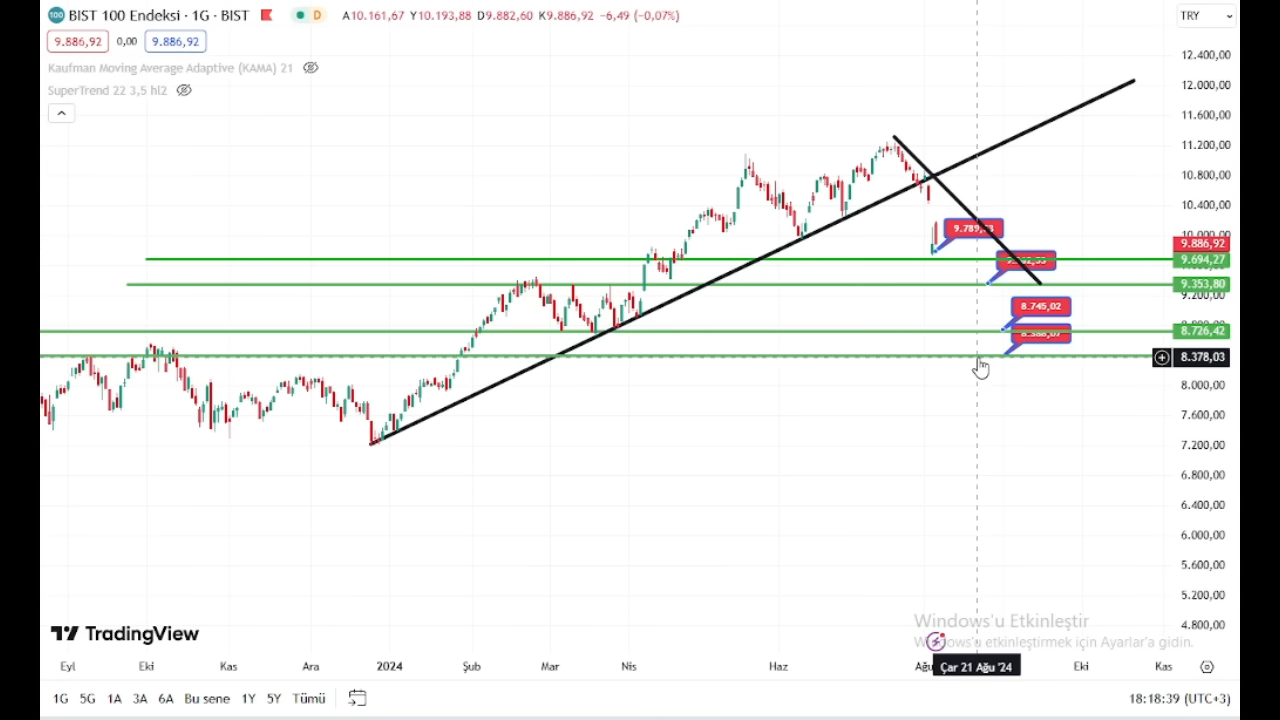 100 BIST 100 Endeksi · 1G · BIST D A10.161,67 Y10.193,88 D9.882,60 K9.886,92 −6,49 (−0,07%)
TRY
9.886,92 0,00 9.886,92
Kaufman Moving Average Adaptive (KAMA) 21
SuperTrend 22 3,5 hl2
12.400,00
12.000,00
11.600,00
11.200,00
10.800,00
10.400,00
10.000,00
9.886,92
9.694,27
9.353,80
9.200,00
8.745,02
8.726,42
8.378,03
8.000,00
7.600,00
7.200,00
6.800,00
6.400,00
6.000,00
5.600,00
5.200,00
4.800,00
Windows'u Etkinleştir
Windows'u etkinleştirmek için Ayarlar'a gidin.
TradingView
Eyl Eki Kas Ara 2024 Şub Mar Nis Haz Ağu Çar 21 Ağu '24 Eki Kas
1G 5G 1A 3A 6A Bu sene 1Y 5Y Tümü
18:18:39 (UTC+3)